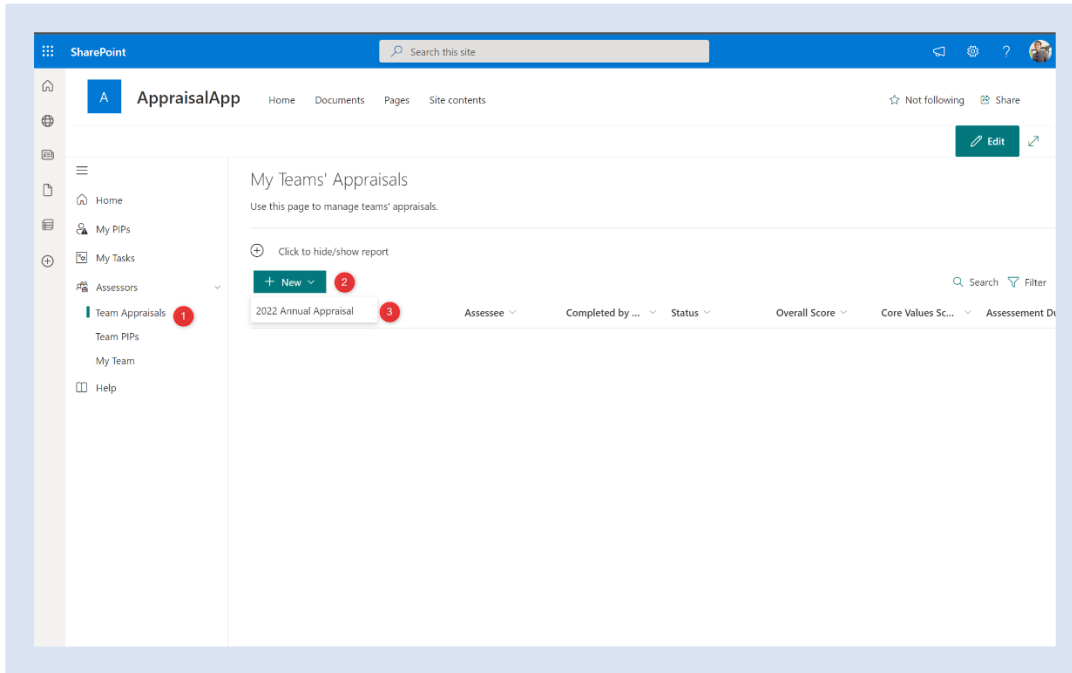 SharePoint
Search this site
?
A
AppraisalApp Home Documents Pages Site contents
Not following Share
Edit
Home
My PIPs
My Tasks
Assessors
Team Appraisals 1
Team PIPs
My Team
Help
My Teams' Appraisals
Use this page to manage teams' appraisals.
Click to hide/show report
+ New 2
Search Filter
2022 Annual Appraisal 3
Assessee Completed by ... Status Overall Score Core Values Sc... Assessement Du